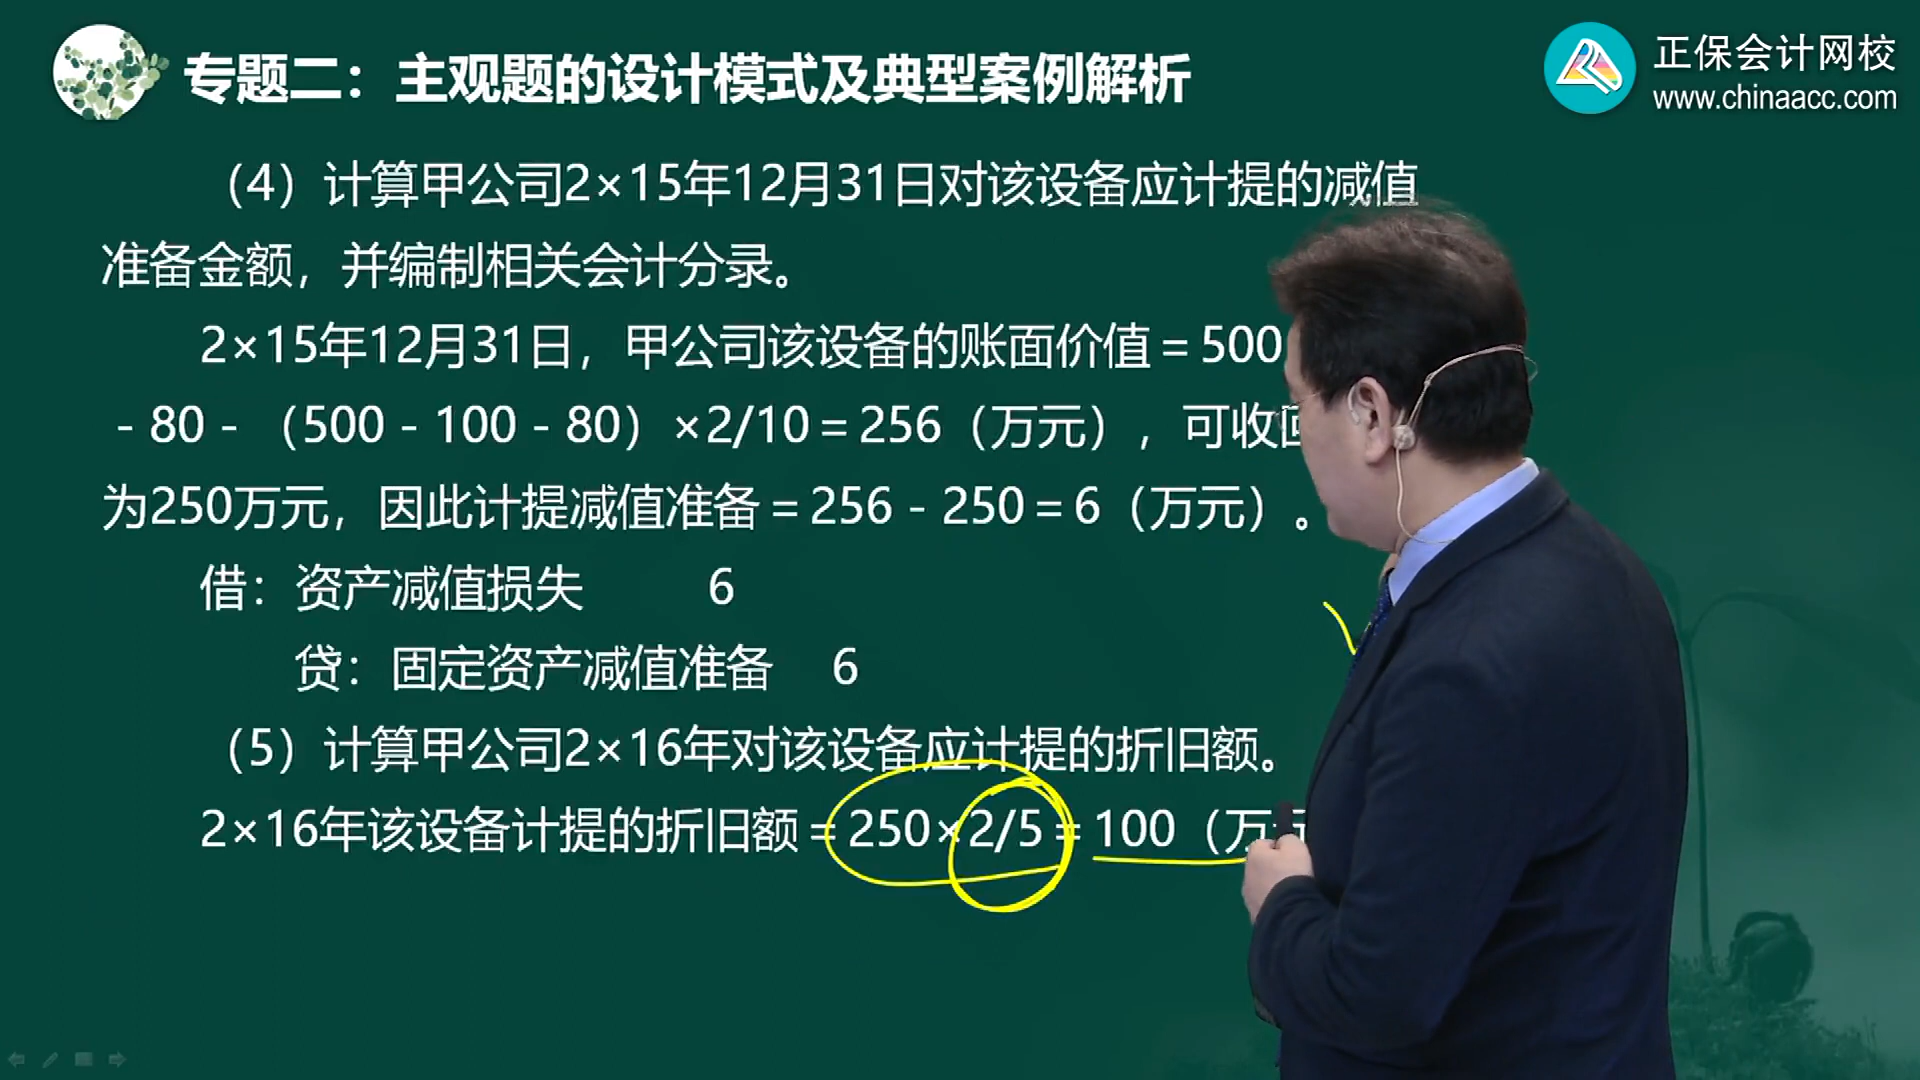 专题二：主观题的设计模式及典型案例解析
正保会计网校
www.chinaacc.com
（4）计算甲公司2×15年12月31日对该设备应计提的减值
准备金额，并编制相关会计分录。
2×15年12月31日，甲公司该设备的账面价值＝500
－80－（500－100－80）×2/10＝256（万元），可收回
为250万元，因此计提减值准备＝256－250＝6（万元）。
借：资产减值损失 6
贷：固定资产减值准备 6
（5）计算甲公司2×16年对该设备应计提的折旧额。
2×16年该设备计提的折旧额＝250×2/5＝100（万元